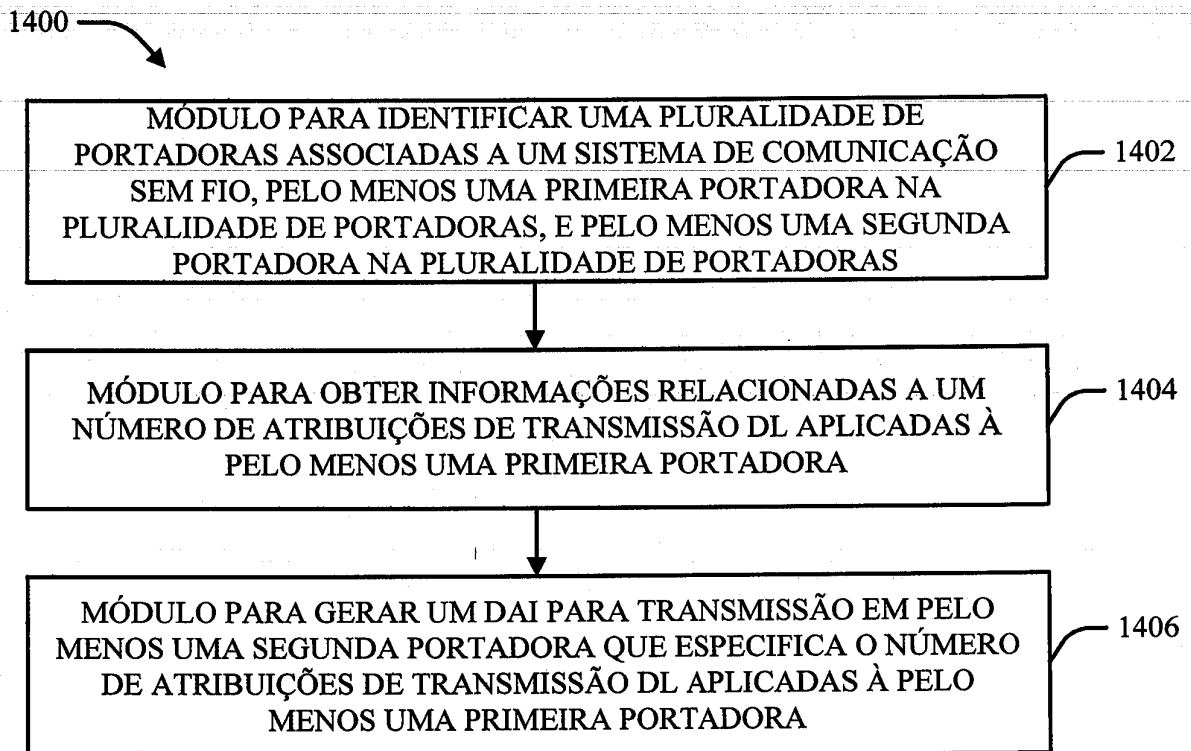 1400
MÓDULO PARA IDENTIFICAR UMA PLURALIDADE DE
PORTADORAS ASSOCIADAS A UM SISTEMA DE COMUNICAÇÃO
SEM FIO, PELO MENOS UMA PRIMEIRA PORTADORA NA
PLURALIDADE DE PORTADORAS, E PELO MENOS UMA SEGUNDA
PORTADORA NA PLURALIDADE DE PORTADORAS
1402
MÓDULO PARA OBTER INFORMAÇÕES RELACIONADAS A UM
NÚMERO DE ATRIBUIÇÕES DE TRANSMISSÃO DL APLICADAS À
PELO MENOS UMA PRIMEIRA PORTADORA
1404
MÓDULO PARA GERAR UM DAI PARA TRANSMISSÃO EM PELO
MENOS UMA SEGUNDA PORTADORA QUE ESPECIFICA O NÚMERO
DE ATRIBUIÇÕES DE TRANSMISSÃO DL APLICADAS À PELO
MENOS UMA PRIMEIRA PORTADORA
1406